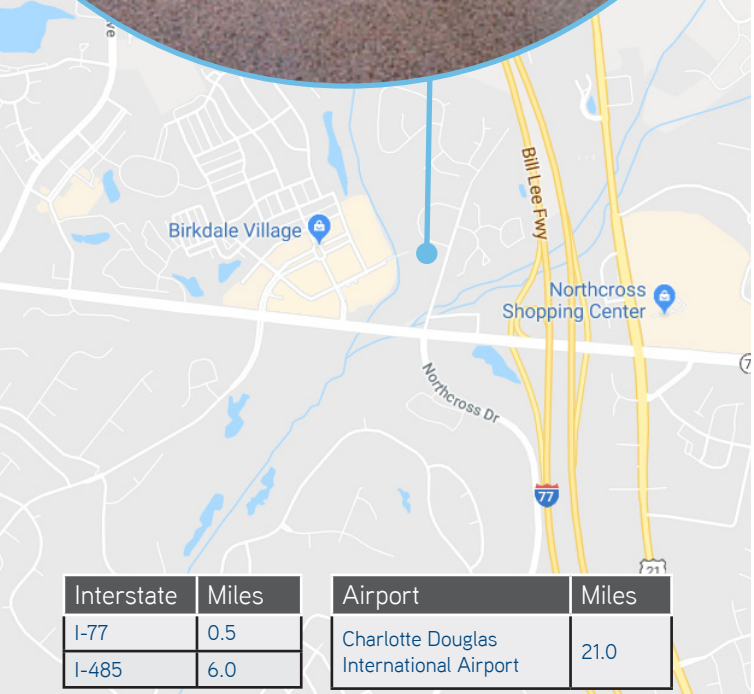 ve
Bill Lee Fwy
Birkdale Village
Northcross
Shopping Center
7
Northcross Dr
77
21
Interstate Miles
I-77 0.5
I-485 6.0
Airport Miles
Charlotte Douglas
International Airport
21.0